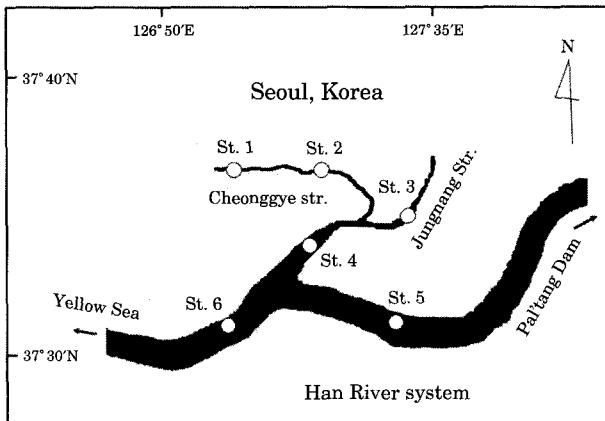 126°50'E
127°35'E
N
37°40'N
Seoul, Korea
St. 1
St. 2
Cheonggye str.
St. 3
Jungnang Str.
St. 4
Yellow Sea
St. 6
St. 5
Pal'tang Dam
37°30'N
Han River system